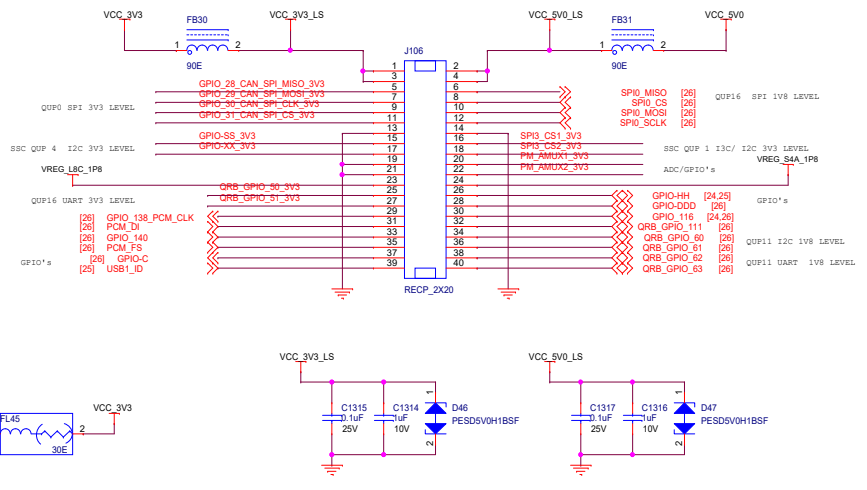 VCC_3V3
FB30
VCC_3V3_LS
VCC_5V0_LS
FB31
VCC_5V0
1
2
90E
J106
1
2
90E
1
2
3
4
GPIO_28_CAN_SPI_MISO_3V3
5
6
SPI0_MISO [26]
GPIO_29_CAN_SPI_MOSI_3V3
7
8
SPI0_CS [26]
QUP16 SPI 1V8 LEVEL
QUP0 SPI 3V3 LEVEL
GPIO_30_CAN_SPI_CLK_3V3
9
10
SPI0_MOSI [26]
GPIO_31_CAN_SPI_CS_3V3
11
12
SPI0_SCLK [26]
13
14
GPIO-SS_3V3
15
16
SPI3_CS1_3V3
SSC QUP 4 I2C 3V3 LEVEL
GPIO-XX_3V3
17
18
SPI3_CS2_3V3
SSC QUP 1 I3C/ I2C 3V3 LEVEL
19
20
PM_AMUX1_3V3
VREG_S4A_1P8
VREG_L8C_1P8
21
22
PM_AMUX2_3V3
ADC/GPIO's
23
24
QRB_GPIO_50_3V3
25
26
GPIO-HH [24,25]
QUP16 UART 3V3 LEVEL
QRB_GPIO_51_3V3
27
28
GPIO-DDD [26]
GPIO's
[26] GPIO_138_PCM_CLK
29
30
GPIO_116 [24,26]
[26] PCM_DI
31
32
QRB_GPIO_111 [26]
[26] GPIO_140
33
34
QRB_GPIO_60 [26]
[26] PCM_FS
35
36
QRB_GPIO_61 [26]
QUP11 I2C 1V8 LEVEL
GPIO's
[26] GPIO-C
37
38
QRB_GPIO_62 [26]
[25] USB1_ID
39
40
QRB_GPIO_63 [26]
QUP11 UART 1V8 LEVEL
RECP_2X20
VCC_3V3_LS
VCC_5V0_LS
FL45
VCC_3V3
2
30E
C1315
0.1uF
25V
C1314
1uF
10V
1
2
D46
PESD5V0H1BSF
C1317
0.1uF
25V
C1316
1uF
10V
1
2
D47
PESD5V0H1BSF